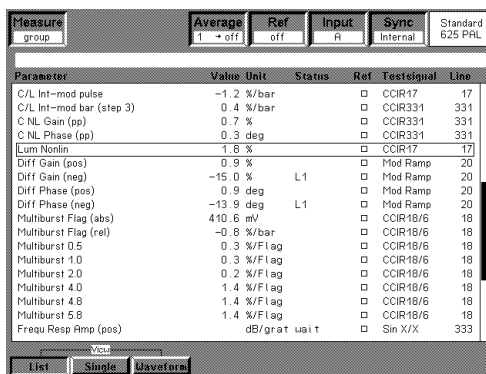 Measure Average Ref Input Sync Standard
group 1 → off off A Internal 625 PAL
Parameter Value Unit Status Ref Testsignal Line
C/L Int-mod pulse -1.2 %/bar CCIR17 17
C/L Int-mod bar (step 3) 0.4 %/bar CCIR331 331
C NL Gain (pp) 0.7 % CCIR331 331
C NL Phase (pp) 0.3 deg CCIR331 331
Lum Nonlin 1.8 % CCIR17 17
Diff Gain (pos) 0.9 % Mod Ramp 20
Diff Gain (neg) -15.0 % L1 Mod Ramp 20
Diff Phase (pos) 0.9 deg Mod Ramp 20
Diff Phase (neg) -13.9 deg L1 Mod Ramp 20
Multiburst Flag (abs) 410.6 mV CCIR18/6 18
Multiburst Flag (rel) -0.8 %/bar CCIR18/6 18
Multiburst 0.5 0.3 %/Flag CCIR18/6 18
Multiburst 1.0 0.3 %/Flag CCIR18/6 18
Multiburst 2.0 0.2 %/Flag CCIR18/6 18
Multiburst 4.0 1.4 %/Flag CCIR18/6 18
Multiburst 4.8 1.4 %/Flag CCIR18/6 18
Multiburst 5.8 1.4 %/Flag CCIR18/6 18
Frequ Resp Amp (pos) dB/grat wait Sin X/X 333
View
List Single Waveform